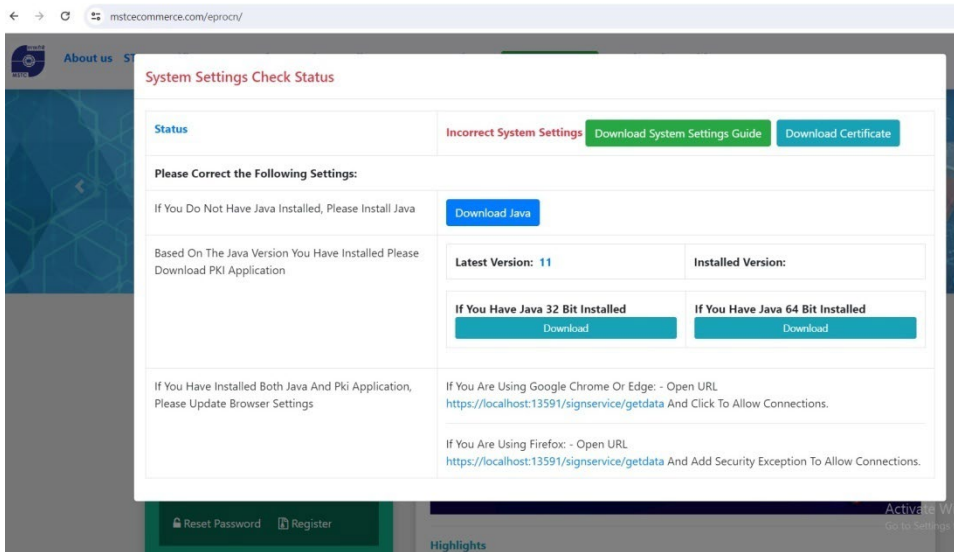 mstcecommerce.com/eprocn/
MSTC
About us
System Settings Check Status
Status
Incorrect System Settings Download System Settings Guide Download Certificate
Please Correct the Following Settings:
If You Do Not Have Java Installed, Please Install Java
Download Java
Based On The Java Version You Have Installed Please
Download PKI Application
Latest Version: 11
Installed Version:
If You Have Java 32 Bit Installed
Download
If You Have Java 64 Bit Installed
Download
If You Have Installed Both Java And Pki Application,
Please Update Browser Settings
If You Are Using Google Chrome Or Edge: - Open URL
https://localhost:13591/signservice/getdata And Click To Allow Connections.
If You Are Using Firefox: - Open URL
https://localhost:13591/signservice/getdata And Add Security Exception To Allow Connections.
Reset Password Register
Highlights
Activate W
Go to Settings